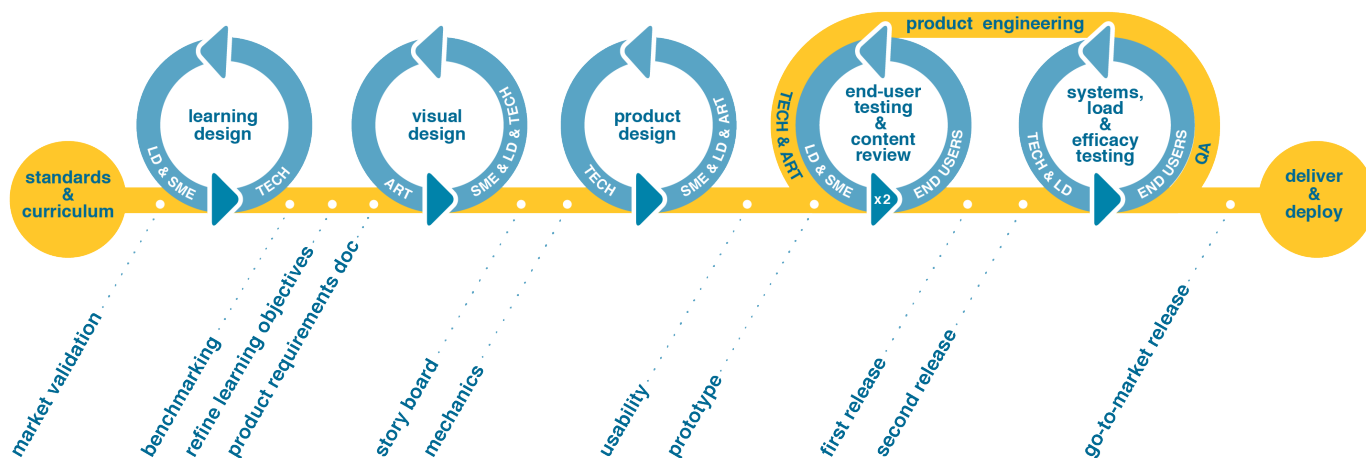 product engineering
standards
&
curriculum
learning
design
LD & SME
TECH
visual
design
ART
SME & LD & TECH
product
design
TECH
SME & LD & ART
TECH & ART
end-user
testing
&
content
review
LD & SME
x2
END USERS
systems,
load
&
efficacy
testing
TECH & LD
END USERS
QA
deliver
&
deploy
market validation
benchmarking
refine learning objectives
product requirements doc
story board
mechanics
usability
prototype
first release
second release
go-to-market release